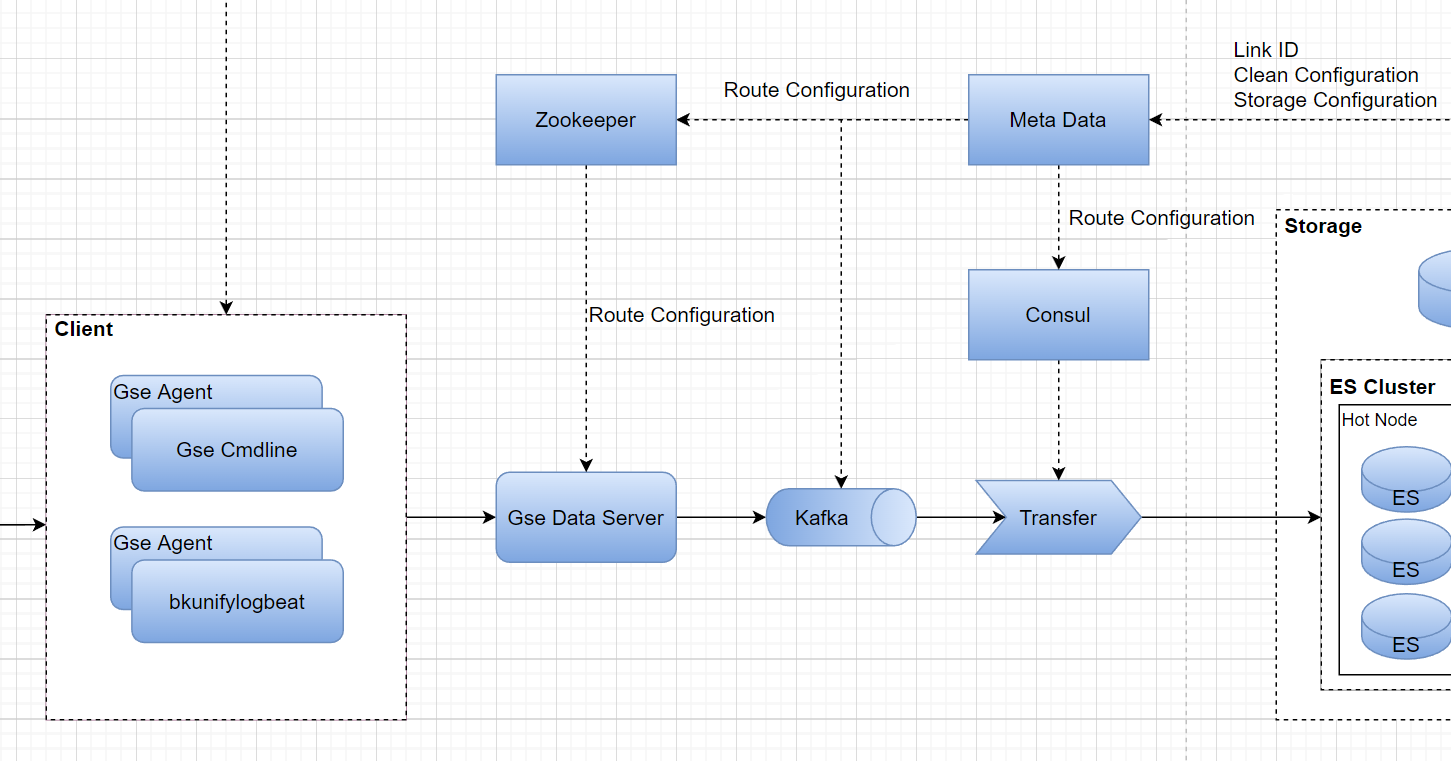 Link ID
Clean Configuration
Storage Configuration
Route Configuration
Zookeeper
Meta Data
Route Configuration
Storage
Route Configuration
Consul
Client
ES Cluster
Gse Agent
Hot Node
Gse Cmdline
ES
Gse Data Server
Kafka
Transfer
Gse Agent
ES
bkunifylogbeat
ES